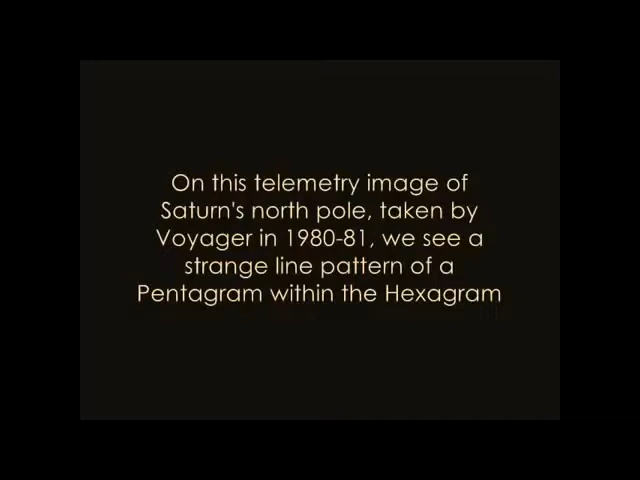 On this telemetry image of
Saturn's north pole, taken by
Voyager in 1980-81, we see a
strange line pattern of a
Pentagram within the Hexagram